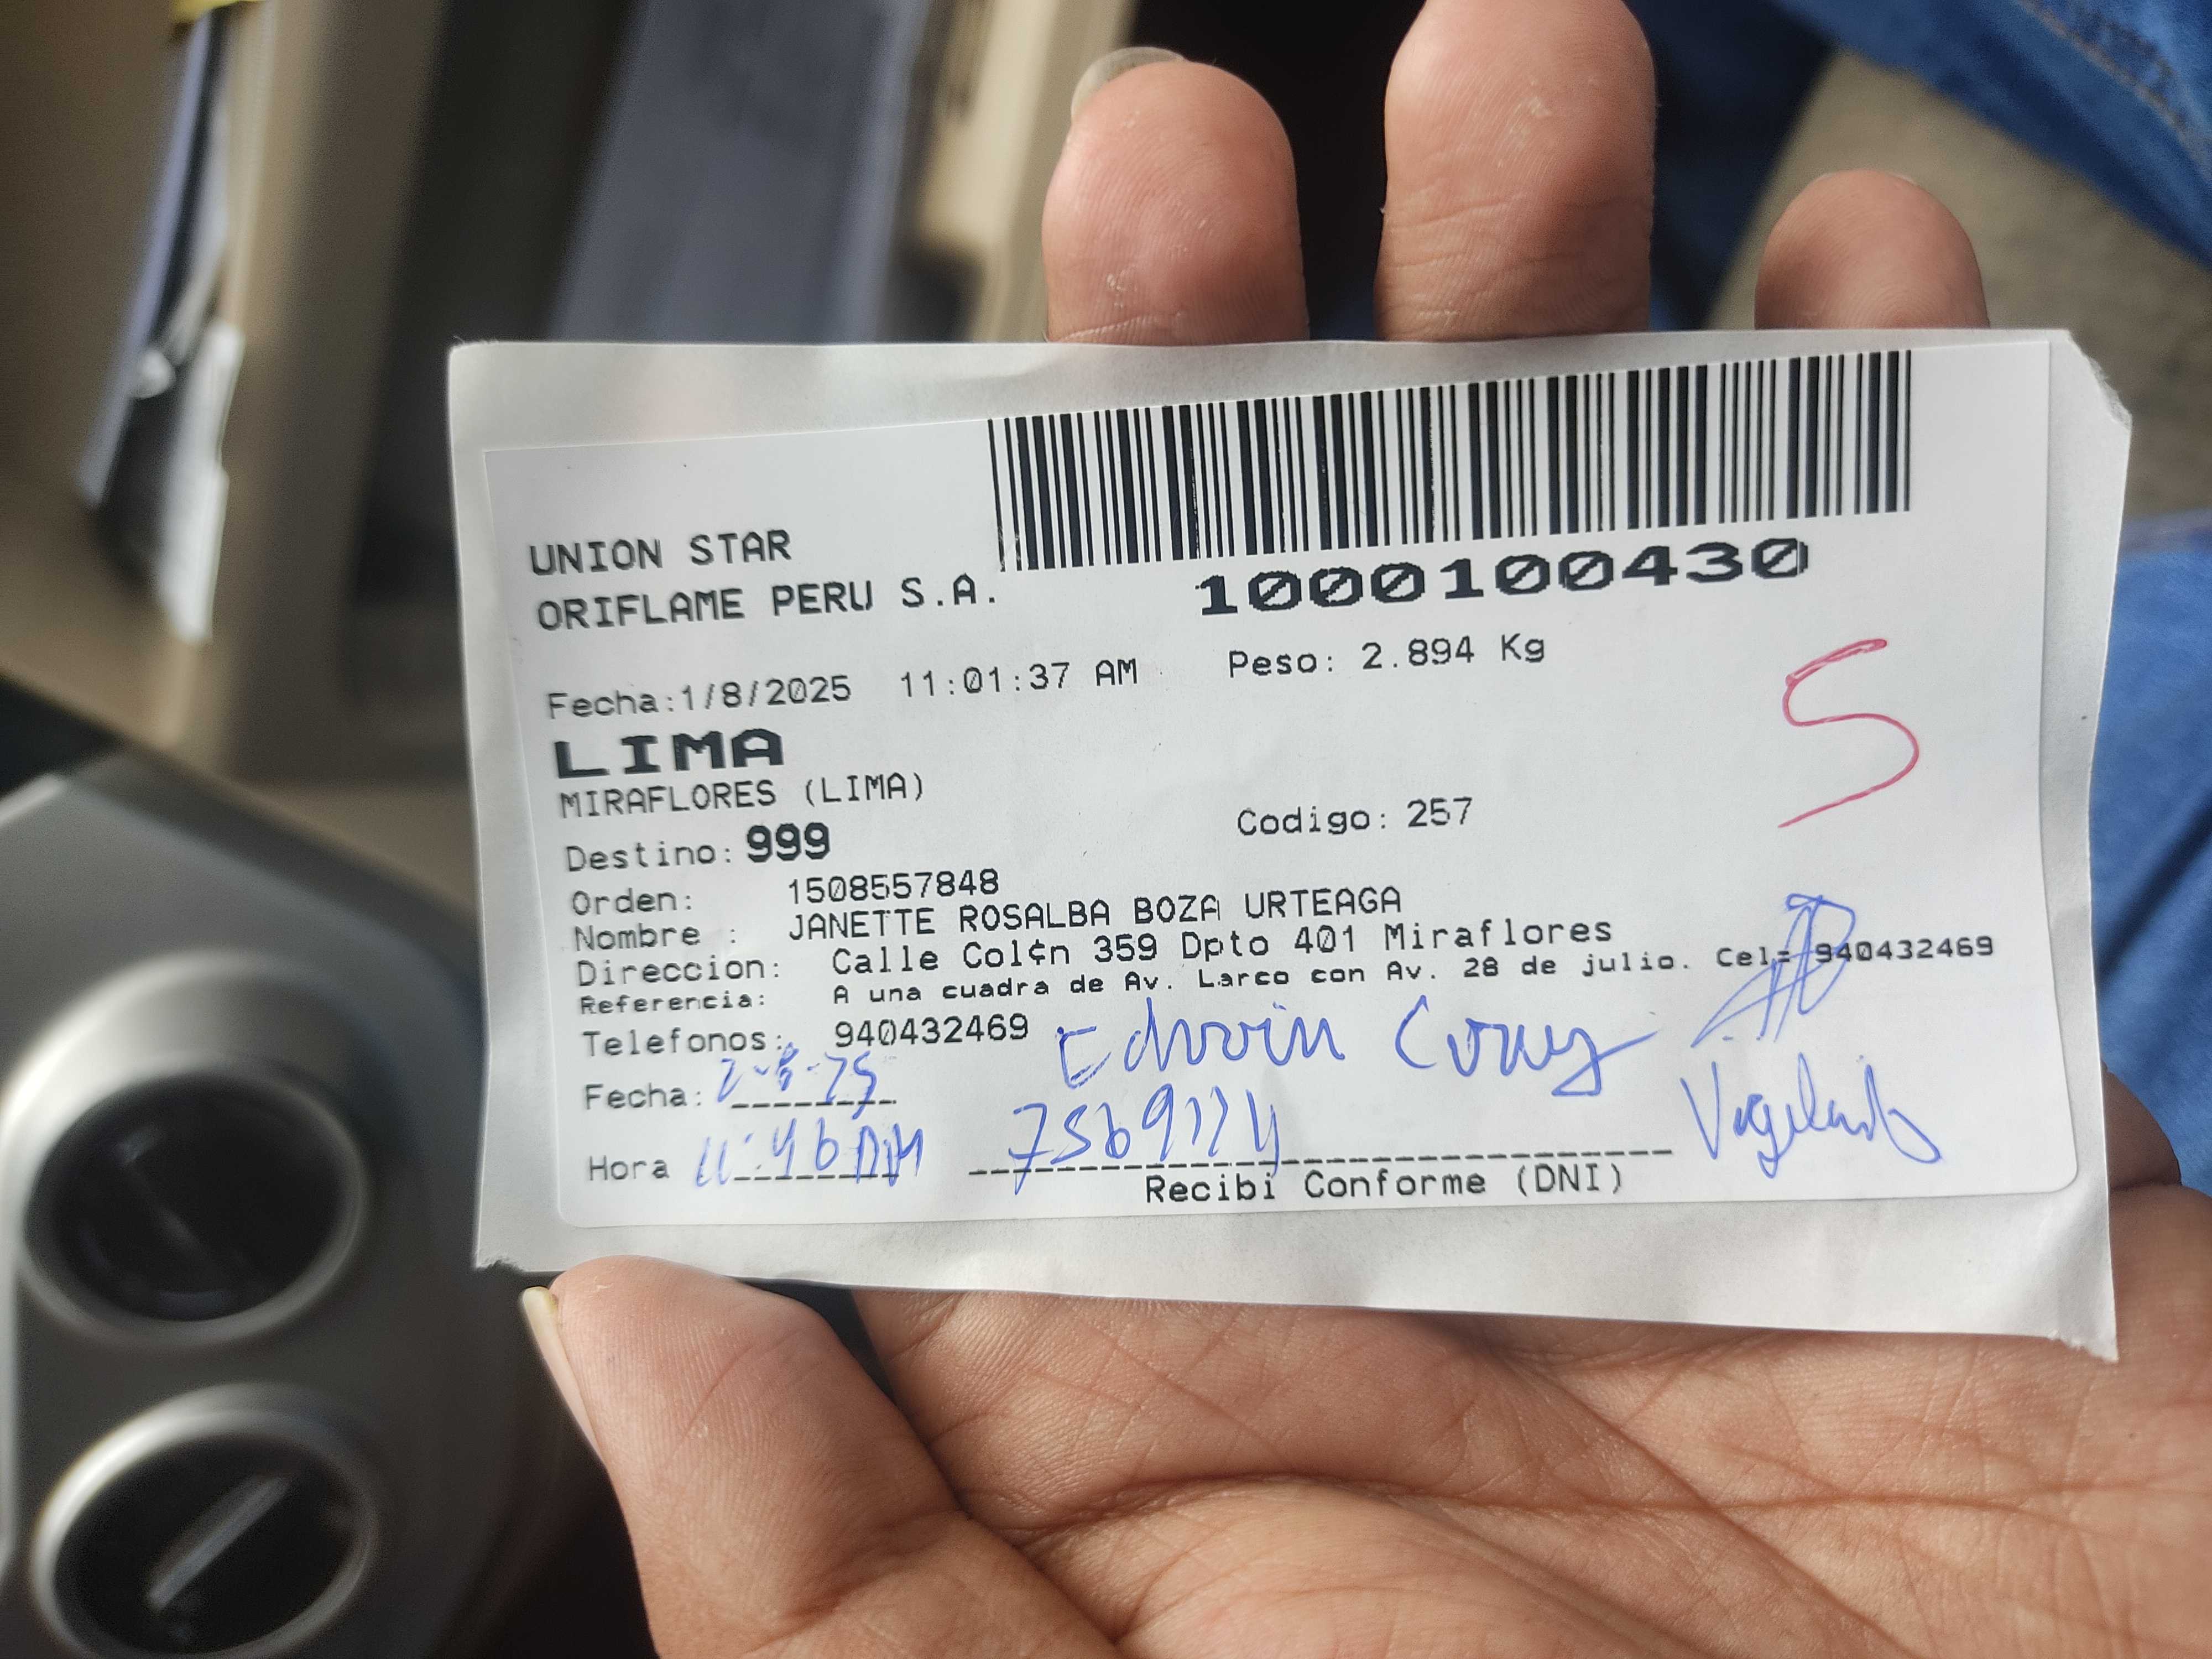 UNION STAR
ORIFLAME PERU S.A.
1000100430
Fecha:1/8/2025 11:01:37 AM Peso: 2.894 Kg
5
LIMA
MIRAFLORES (LIMA)
Destino: 999 Codigo: 257
Orden: 1508557848
Nombre : JANETTE ROSALBA BOZA URTEAGA
Direccion: Calle Col¢n 359 Dpto 401 Miraflores
Referencia: A una cuadra de Av. Larco con Av. 28 de julio. Cel= 940432469
Telefonos: 940432469 Edwin
Fecha: 2-8-25
Hora 11:46 AM
Recibi Conforme (DNI)